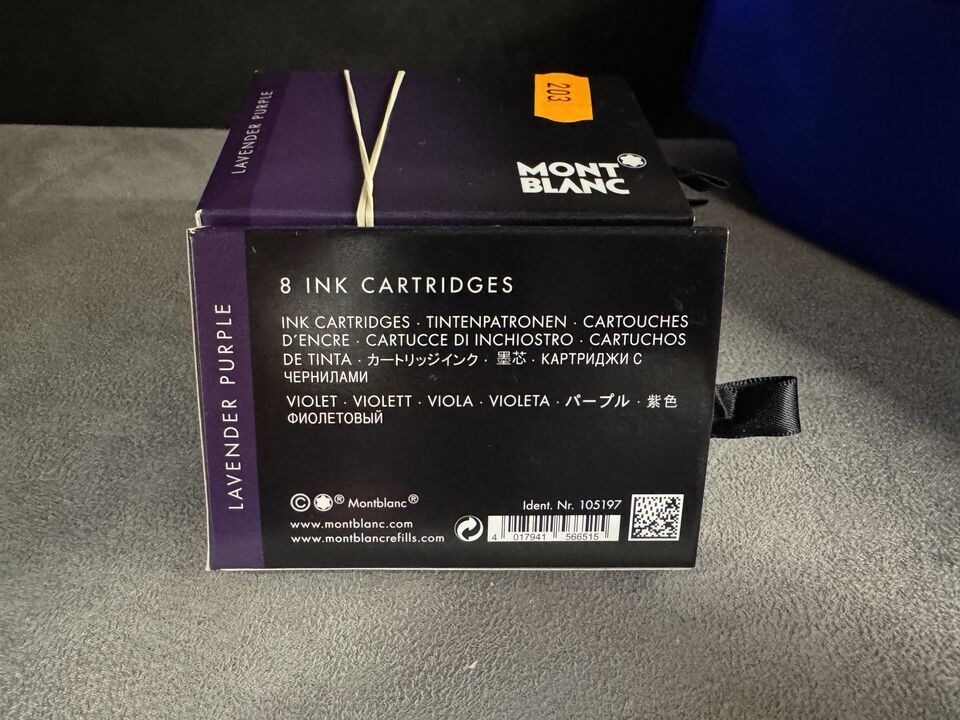 LAVENDER PURPLE
203
MONT
BLANC
LAVENDER PURPLE
8 INK CARTRIDGES
INK CARTRIDGES · TINTENPATRONEN · CARTOUCHES
D'ENCRE · CARTUCCE DI INCHIOSTRO · CARTUCHOS
DE TINTA · カートリッジインク · 墨芯 · КАРТРИДЖИ С
ЧЕРНИЛАМИ
VIOLET · VIOLETT · VIOLA · VIOLETA · パープル · 紫色
ФИОЛЕТОВЫЙ
© ® Montblanc®
www.montblanc.com
www.montblancrefills.com
Ident. Nr. 105197
4 017941 566515